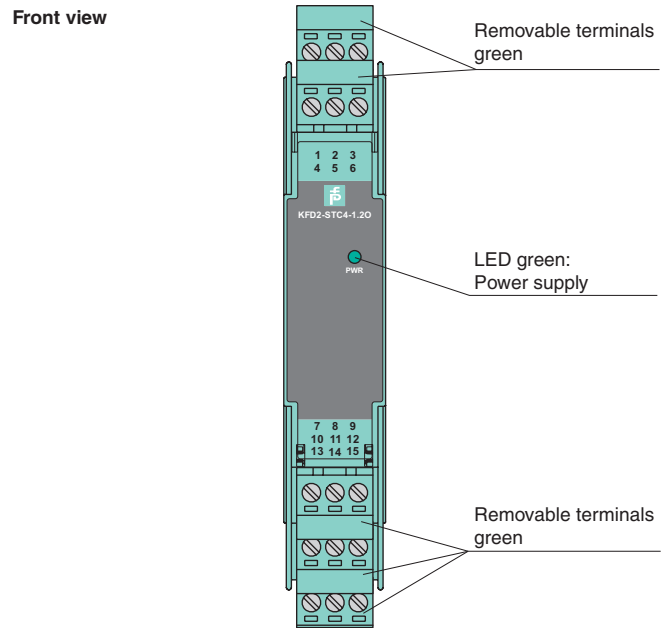 Front view
Removable terminals
green
1 2 3
4 5 6
KFD2-STC4-1.2O
PWR
LED green:
Power supply
7 8 9
10 11 12
13 14 15
Removable terminals
green